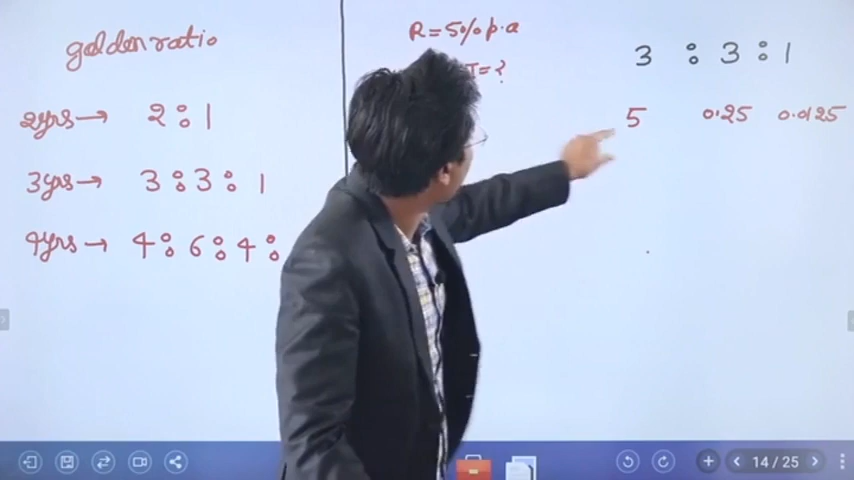 golden ratio
2yrs → 2 : 1
3yrs → 3 : 3 : 1
4yrs → 4 : 6 : 4 :
R = 5% p.a
T = ?
3 : 3 : 1
5 0.25 0.0125
14 / 25